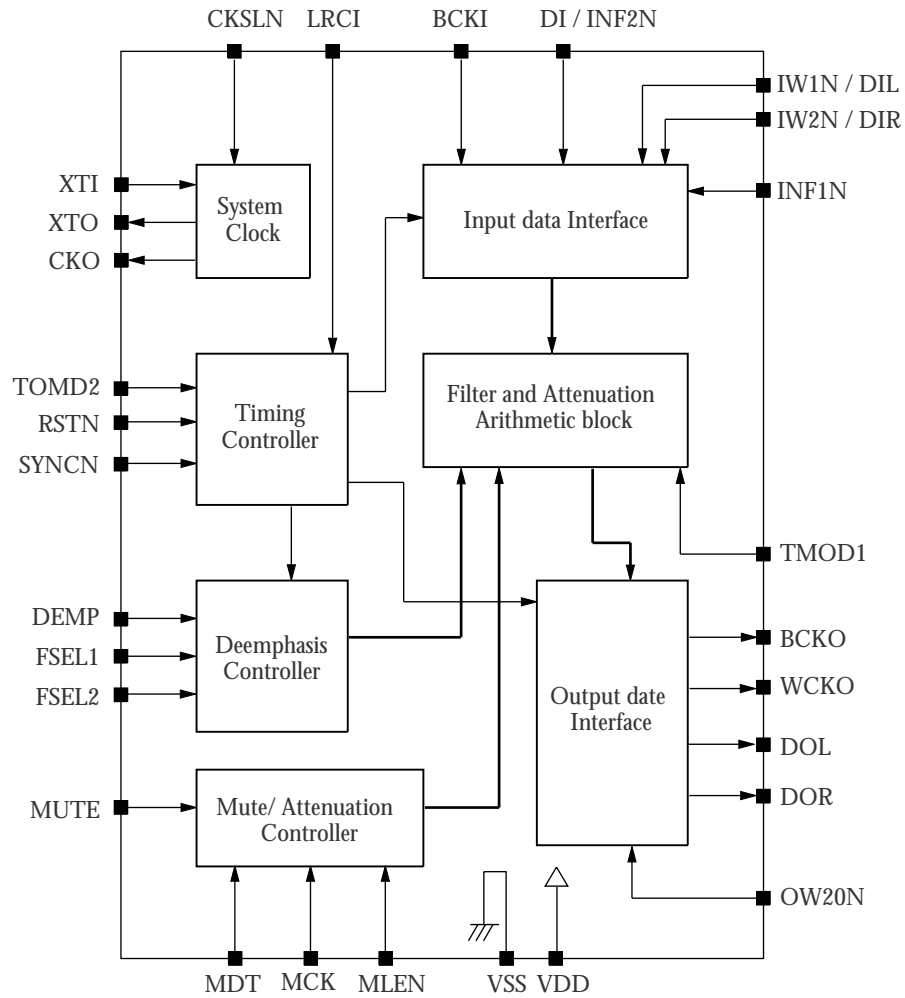 CKSLN LRCI BCKI DI / INF2N
IW1N / DIL
IW2N / DIR
XTI
INF1N
System
Clock
Input data Interface
XTO
CKO
TOMD2
RSTN
SYNCN
Timing
Controller
Filter and Attenuation
Arithmetic block
TMOD1
DEMP
FSEL1
FSEL2
Deemphasis
Controller
BCKO
WCKO
DOL
DOR
Output date
Interface
MUTE
Mute/ Attenuation
Controller
OW20N
MDT MCK MLEN VSS VDD